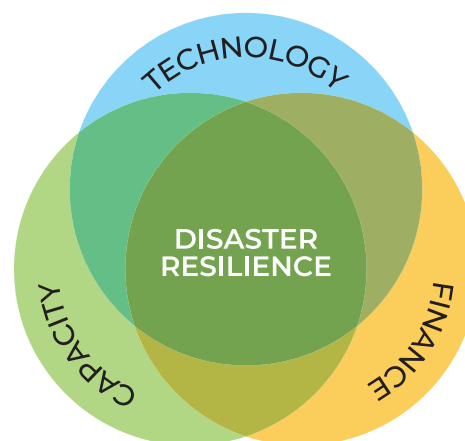 TECHNOLOGY
DISASTER
RESILIENCE
CAPACITY
FINANCE